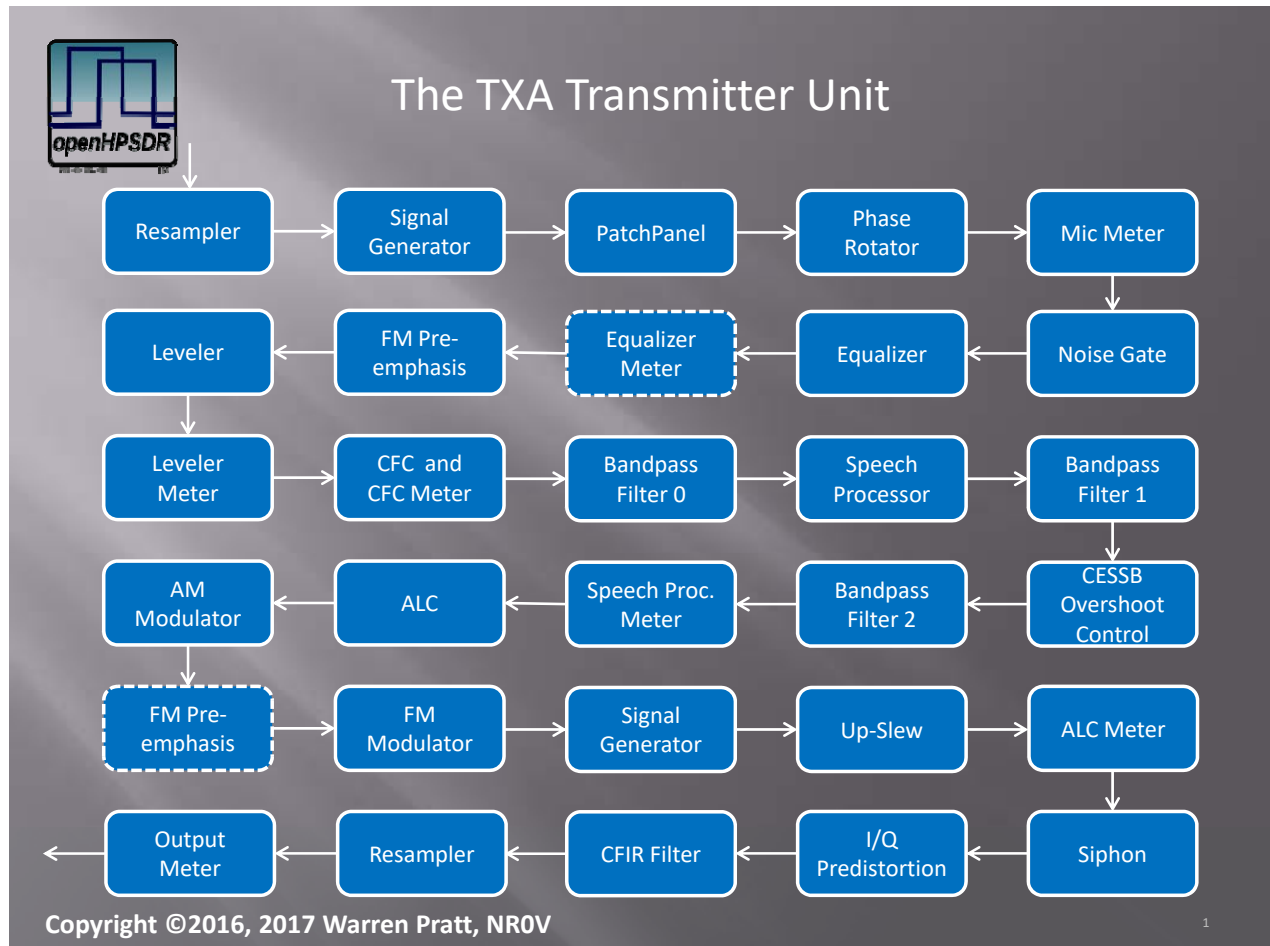 The TXA Transmitter Unit
openHPSDR
Resampler
Signal
Generator
PatchPanel
Phase
Rotator
Mic Meter
Leveler
FM Pre-
emphasis
Equalizer
Meter
Equalizer
Noise Gate
Leveler
Meter
CFC and
CFC Meter
Bandpass
Filter 0
Speech
Processor
Bandpass
Filter 1
AM
Modulator
ALC
Speech Proc.
Meter
Bandpass
Filter 2
CESSB
Overshoot
Control
FM Pre-
emphasis
FM
Modulator
Signal
Generator
Up-Slew
ALC Meter
Output
Meter
Resampler
CFIR Filter
I/Q
Predistortion
Siphon
Copyright ©2016, 2017 Warren Pratt, NR0V
1